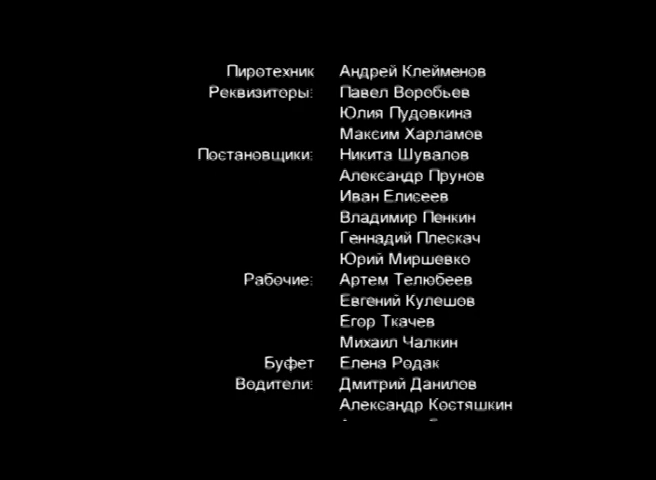 Пиротехник Андрей Клейменов
Реквизиторы: Павел Воробьев
Юлия Пудовкина
Максим Харламов
Постановщики: Никита Шувалов
Александр Прунов
Иван Елисеев
Владимир Пенкин
Геннадий Плескач
Юрий Миршевко
Рабочие: Артем Телюбеев
Евгений Кулешов
Егор Ткачев
Михаил Чалкин
Буфет Елена Родак
Водители: Дмитрий Данилов
Александр Костяшкин